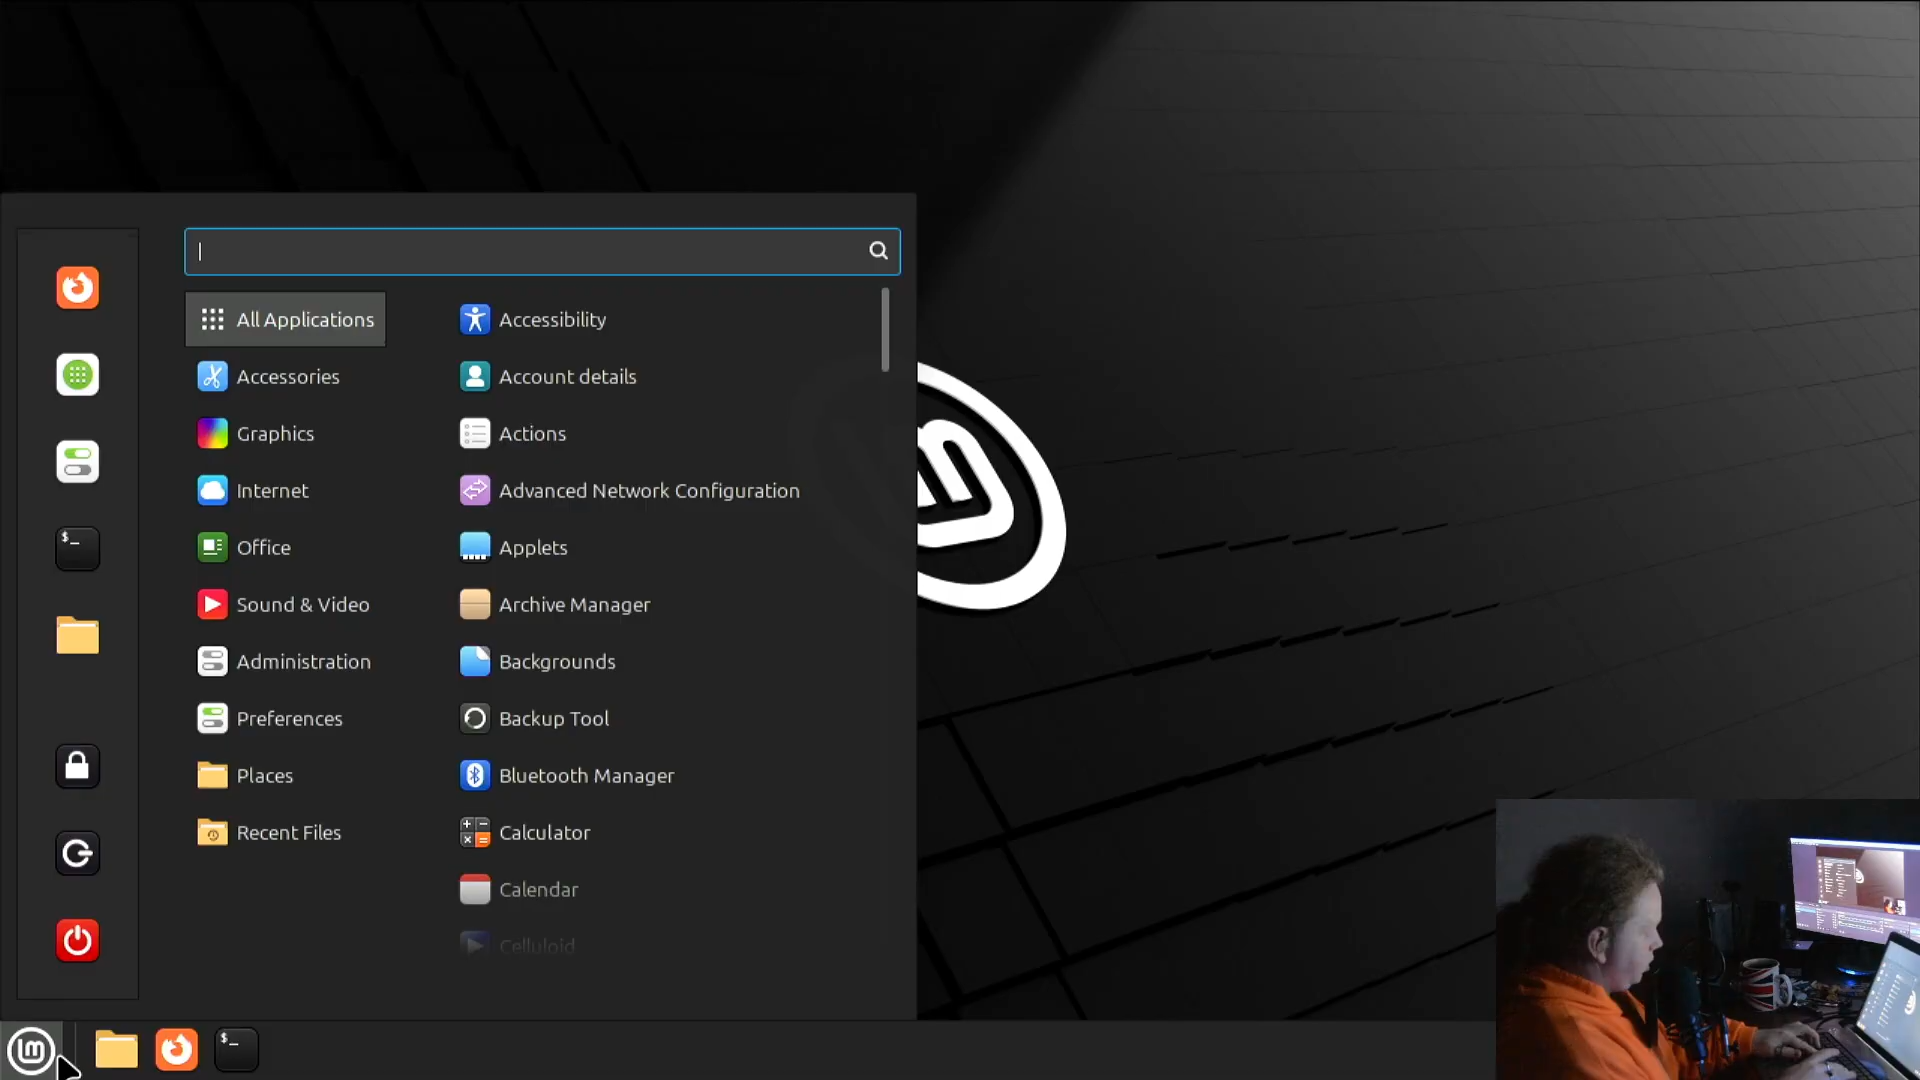 All Applications
Accessories
Graphics
Internet
Office
Sound & Video
Administration
Preferences
Places
Recent Files
Accessibility
Account details
Actions
Advanced Network Configuration
Applets
Archive Manager
Backgrounds
Backup Tool
Bluetooth Manager
Calculator
Calendar
Celluloid
$_
$_